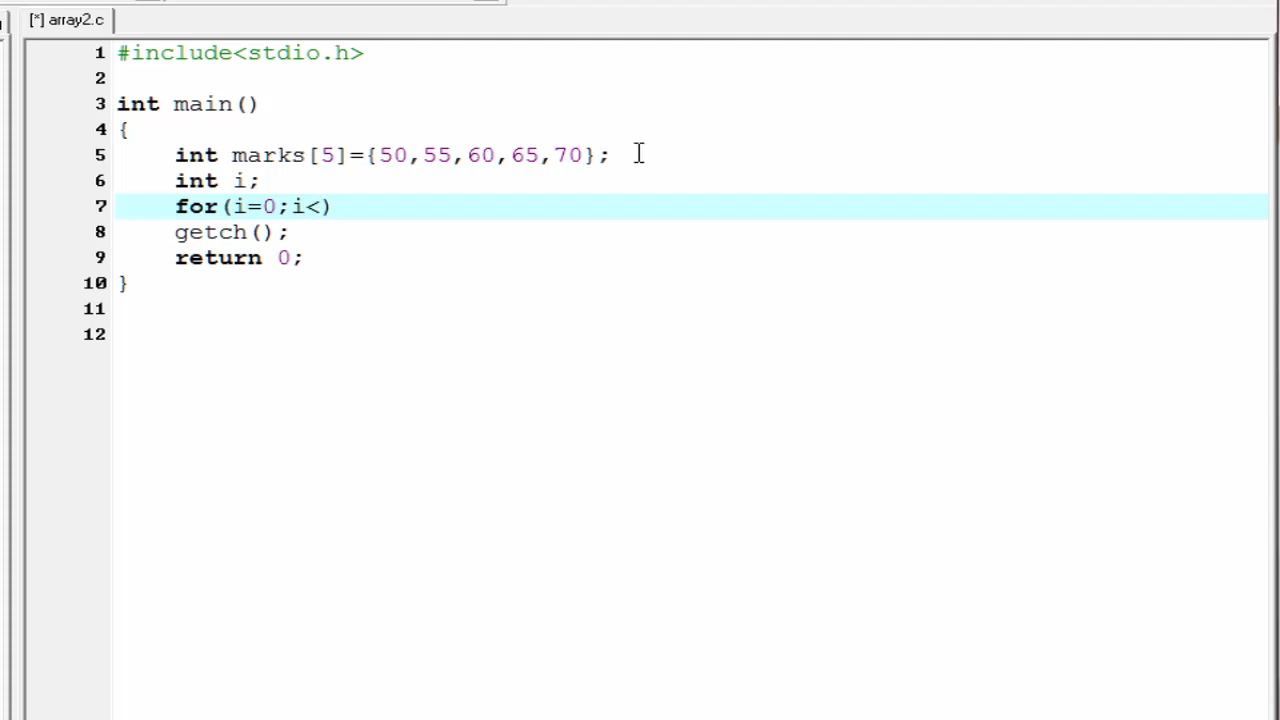 [*] array2.c
1 #include<stdio.h>
2
3 int main()
4 {
5 int marks[5]={50,55,60,65,70};
6 int i;
7 for(i=0;i<)
8 getch();
9 return 0;
10 }
11
12